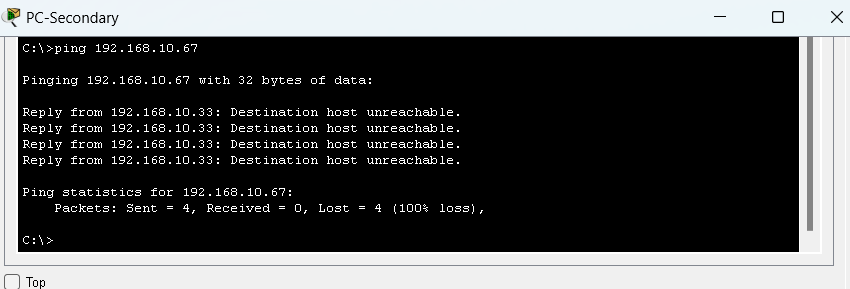 PC-Secondary
C:\>ping 192.168.10.67
Pinging 192.168.10.67 with 32 bytes of data:
Reply from 192.168.10.33: Destination host unreachable.
Reply from 192.168.10.33: Destination host unreachable.
Reply from 192.168.10.33: Destination host unreachable.
Reply from 192.168.10.33: Destination host unreachable.
Ping statistics for 192.168.10.67:
    Packets: Sent = 4, Received = 0, Lost = 4 (100% loss),
C:\>
Top